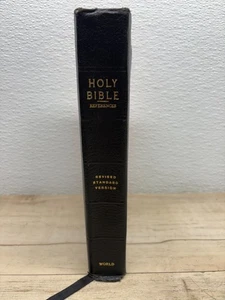 HOLY
BIBLE
REFERENCES
REVISED
STANDARD
VERSION
WORLD